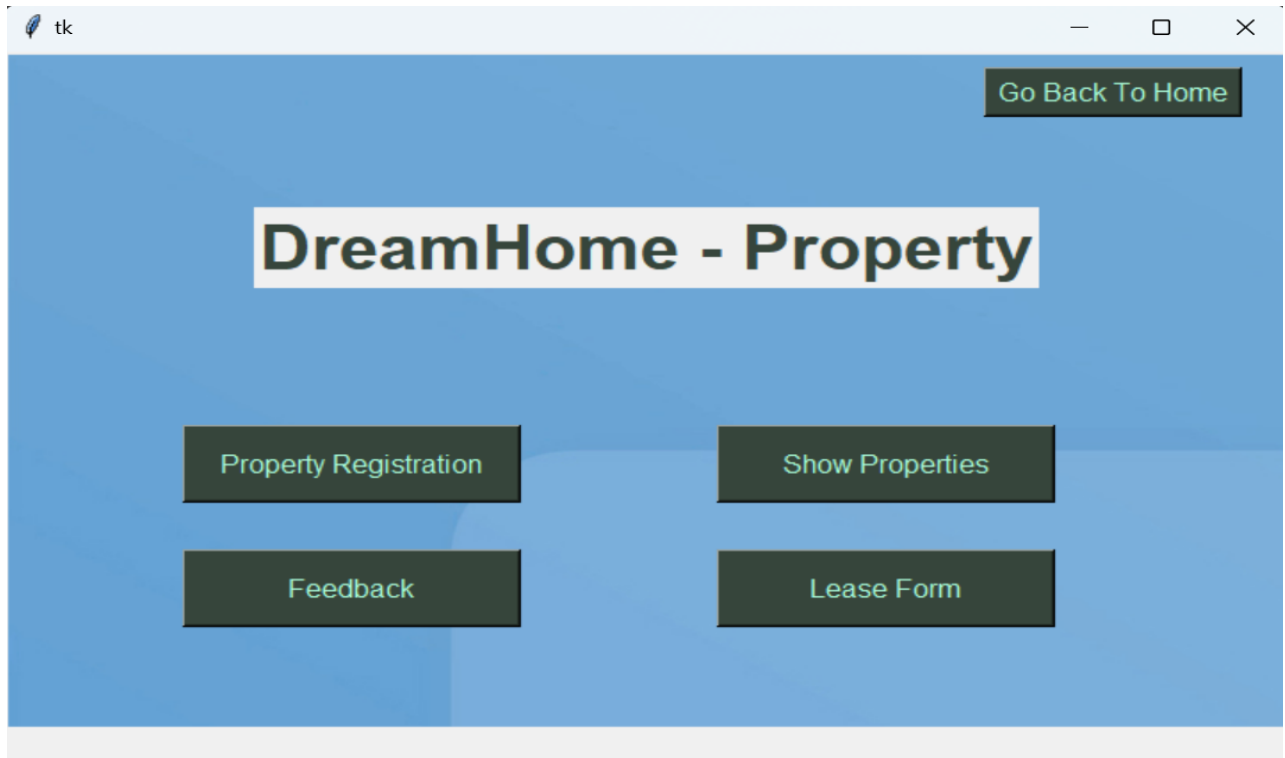 tk
Go Back To Home
DreamHome - Property
Property Registration
Show Properties
Feedback
Lease Form